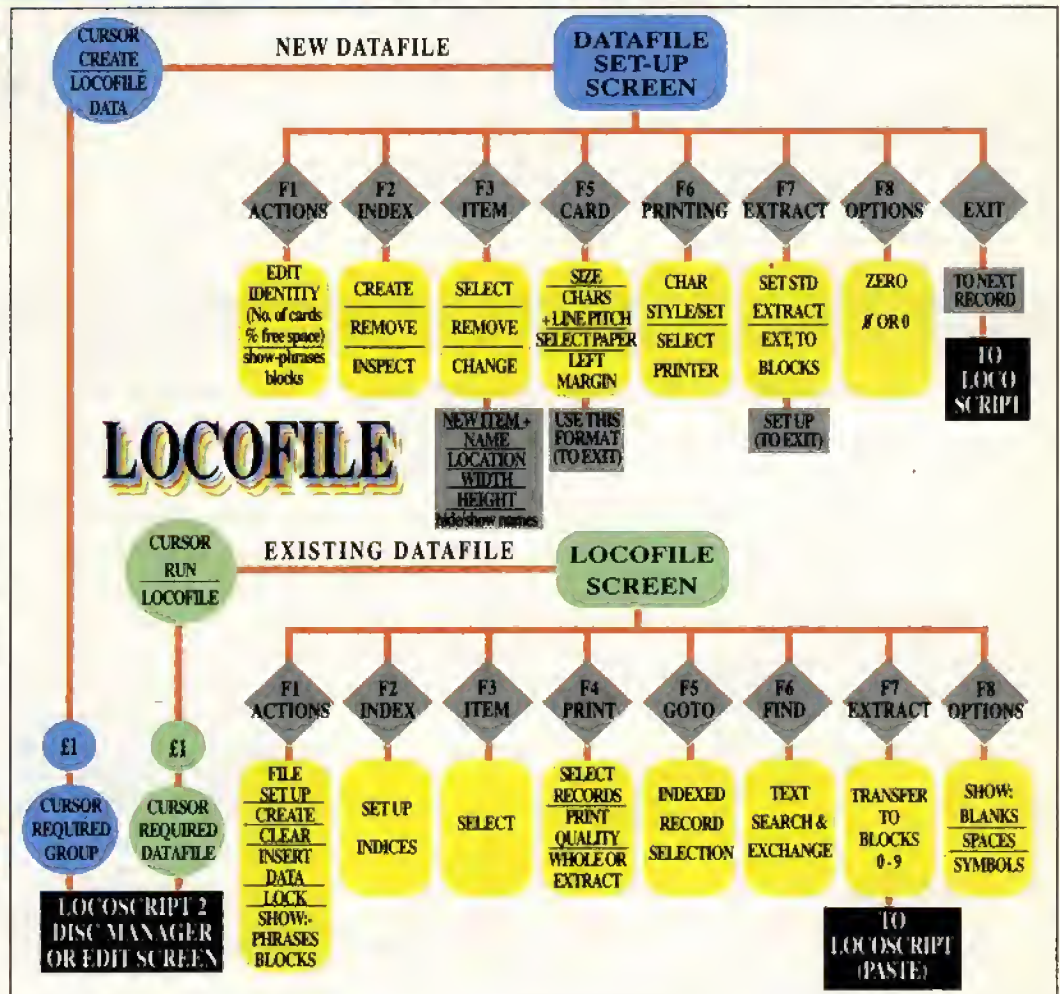 CURSOR
CREATE
LOCOFILE
DATA
NEW DATAFILE
DATAFILE
SET-UP
SCREEN
F1
ACTIONS
F2
INDEX
F3
ITEM
F5
CARD
F6
PRINTING
F7
EXTRACT
F8
OPTIONS
EXIT
EDIT
IDENTITY
(No. of cards
% free space)
show-phrases
blocks
CREATE
REMOVE
INSPECT
SELECT
REMOVE
CHANGE
SIZE
CHARS
+ LINE PITCH
SELECT PAPER
LEFT
MARGIN
CHAR
STYLE/SET
SELECT
PRINTER
SET STD
EXTRACT
EXT, TO
BLOCKS
ZERO
0̸ OR 0
TO NEXT
RECORD
NEW ITEM +
NAME
LOCATION
WIDTH
HEIGHT
hide/show names
USE THIS
FORMAT
(TO EXIT)
SET UP
(TO EXIT)
TO
LOCO
SCRIPT
LOCOFILE
CURSOR
RUN
LOCOFILE
EXISTING DATAFILE
LOCOFILE
SCREEN
F1
ACTIONS
F2
INDEX
F3
ITEM
F4
PRINT
F5
GOTO
F6
FIND
F7
EXTRACT
F8
OPTIONS
£1
£1
CURSOR
REQUIRED
GROUP
CURSOR
REQUIRED
DATAFILE
FILE
SET UP
CREATE
CLEAR
INSERT
DATA
LOCK
SHOW:-
PHRASES
BLOCKS
SET UP
INDICES
SELECT
SELECT
RECORDS
PRINT
QUALITY
WHOLE OR
EXTRACT
INDEXED
RECORD
SELECTION
TEXT
SEARCH &
EXCHANGE
TRANSFER
TO
BLOCKS
0 - 9
SHOW:
BLANKS
SPACES
SYMBOLS
LOCOSCRIPT 2
DISC MANAGER
OR EDIT SCREEN
TO
LOCOSCRIPT
(PASTE)